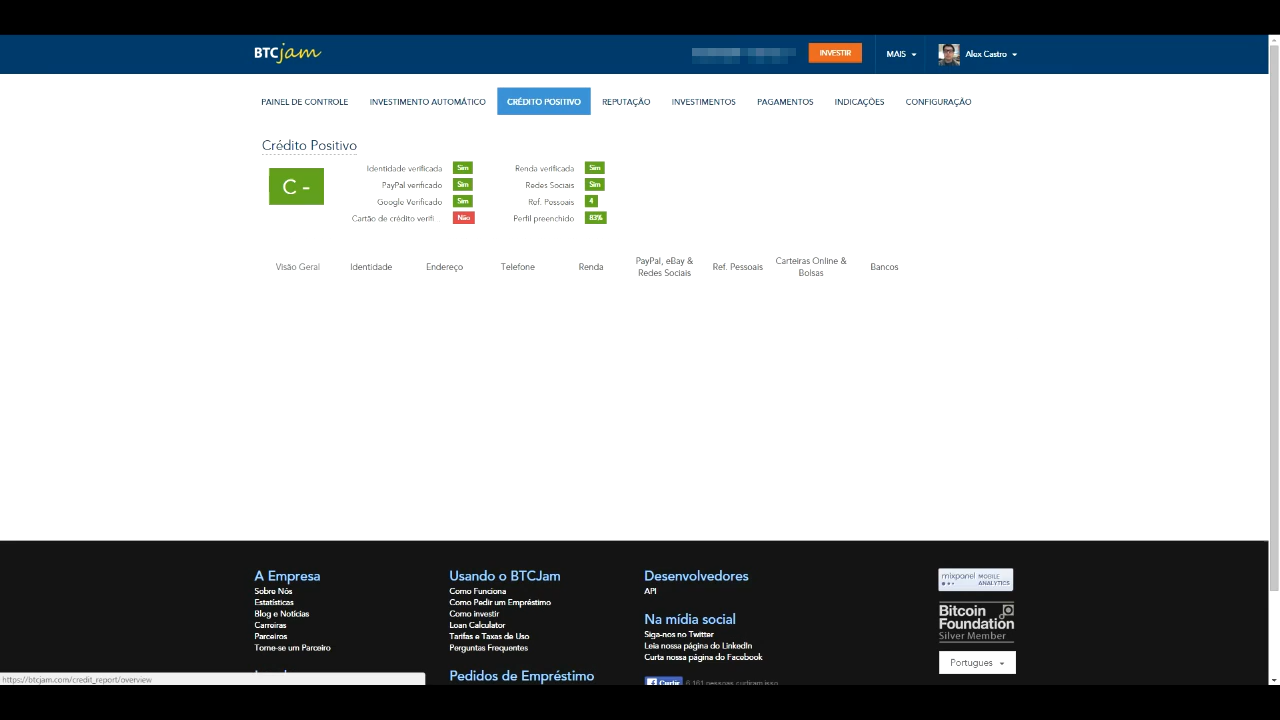 BTCjam
INVESTIR
MAIS
Alex Castro
PAINEL DE CONTROLE
INVESTIMENTO AUTOMÁTICO
CRÉDITO POSITIVO
REPUTAÇÃO
INVESTIMENTOS
PAGAMENTOS
INDICAÇÕES
CONFIGURAÇÃO
Crédito Positivo
C -
Identidade verificada Sim
Renda verificada Sim
PayPal verificado Sim
Redes Sociais Sim
Google Verificado Sim
Ref. Pessoais 4
Cartão de crédito verifi Não
Perfil preenchido 83%
Visão Geral
Identidade
Endereço
Telefone
Renda
PayPal, eBay &
Redes Sociais
Ref. Pessoais
Carteiras Online &
Bolsas
Bancos
A Empresa
Sobre Nós
Estatísticas
Blog e Notícias
Carreiras
Parceiros
Torne-se um Parceiro
Usando o BTCJam
Como Funciona
Como Pedir um Empréstimo
Como investir
Loan Calculator
Tarifas e Taxas de Uso
Perguntas Frequentes
Pedidos de Empréstimo
Desenvolvedores
API
Na mídia social
Siga-nos no Twitter
Leia nossa página do LinkedIn
Curta nossa página do Facebook
Curtir 6.161 pessoas curtiram isso
mixpanel MOBILE
ANALYTICS
Bitcoin
Foundation
Silver Member
Portugues
https://btcjam.com/credit_report/overview